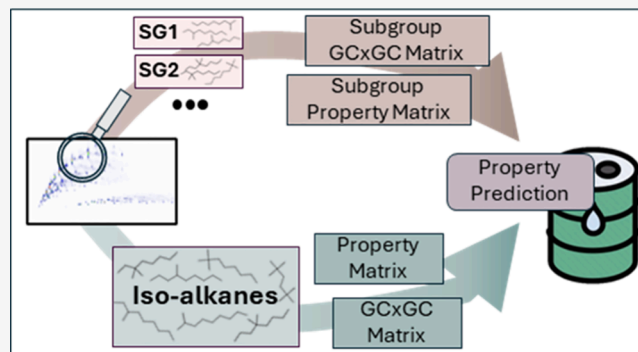 SG1
SG2
•••
Subgroup
GCxGC Matrix
Subgroup
Property Matrix
Property
Prediction
Iso-alkanes
Property
Matrix
GCxGC
Matrix